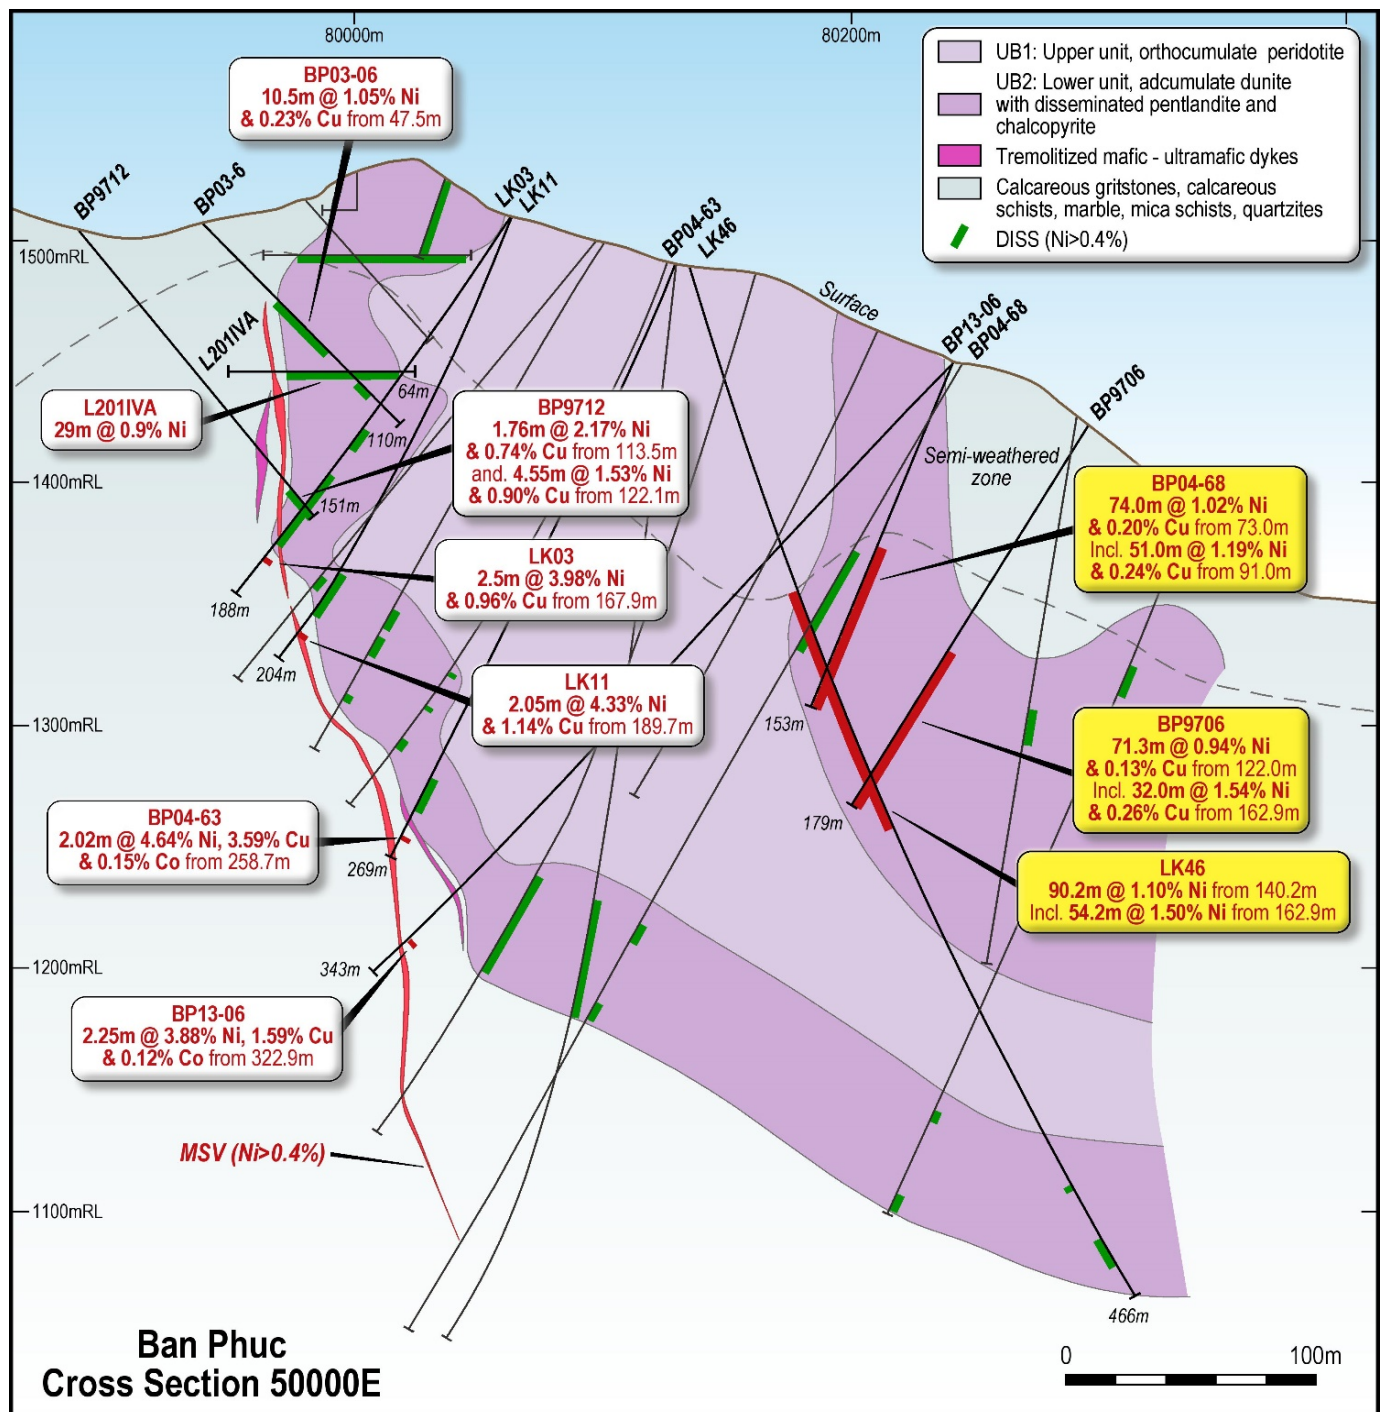 80000m
80200m
UB1: Upper unit, orthocumulate peridotite
UB2: Lower unit, adcumulate dunite
with disseminated pentlandite and
chalcopyrite
Tremolitized mafic - ultramafic dykes
Calcareous gritstones, calcareous
schists, marble, mica schists, quartzites
DISS (Ni>0.4%)
BP03-06
10.5m @ 1.05% Ni
& 0.23% Cu from 47.5m
BP9712
BP03-6
LK03
LK11
BP04-63
LK46
Surface
BP13-06
BP04-68
BP9706
1500mRL
L201IVA
64m
110m
L201IVA
29m @ 0.9% Ni
BP9712
1.76m @ 2.17% Ni
& 0.74% Cu from 113.5m
and. 4.55m @ 1.53% Ni
& 0.90% Cu from 122.1m
Semi-weathered
zone
1400mRL
151m
BP04-68
74.0m @ 1.02% Ni
& 0.20% Cu from 73.0m
Incl. 51.0m @ 1.19% Ni
& 0.24% Cu from 91.0m
LK03
2.5m @ 3.98% Ni
& 0.96% Cu from 167.9m
188m
204m
LK11
2.05m @ 4.33% Ni
& 1.14% Cu from 189.7m
1300mRL
153m
BP9706
71.3m @ 0.94% Ni
& 0.13% Cu from 122.0m
Incl. 32.0m @ 1.54% Ni
& 0.26% Cu from 162.9m
179m
BP04-63
2.02m @ 4.64% Ni, 3.59% Cu
& 0.15% Co from 258.7m
269m
LK46
90.2m @ 1.10% Ni from 140.2m
Incl. 54.2m @ 1.50% Ni from 162.9m
1200mRL
343m
BP13-06
2.25m @ 3.88% Ni, 1.59% Cu
& 0.12% Co from 322.9m
MSV (Ni>0.4%)
1100mRL
466m
Ban Phuc
Cross Section 50000E
0
100m